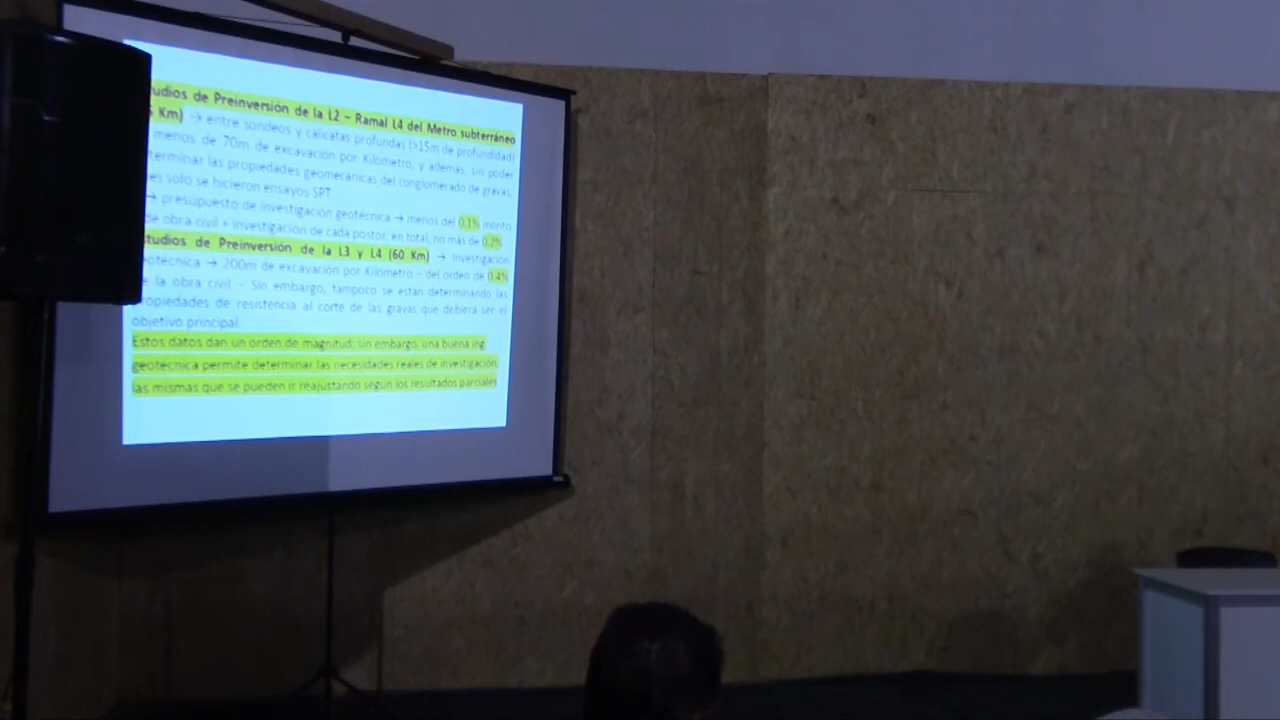 udios de Preinversión de la L2 – Ramal L4 del Metro subterráneo
Km) → entre sondeos y calicatas profundas (>15m de profundidad)
menos de 70m de excavación por Kilómetro, y además, sin poder
terminar las propiedades geomecánicas del conglomerado de gravas,
es solo se hicieron ensayos SPT
→ presupuesto de investigación geotécnica → menos del 0.1% monto
de obra civil + investigación de cada postor, en total, no más de 0.2%
studios de Preinversión de la L3 y L4 (60 Km) → Investigación
otécnica → 200m de excavación por Kilómetro – del orden de 0.4%
e la obra civil – Sin embargo, tampoco se están determinando las
propiedades de resistencia al corte de las gravas que debiera ser el
objetivo principal.
Estos datos dan un orden de magnitud; sin embargo, una buena ing.
geotécnica permite determinar las necesidades reales de investigación,
las mismas que se pueden ir reajustando según los resultados parciales